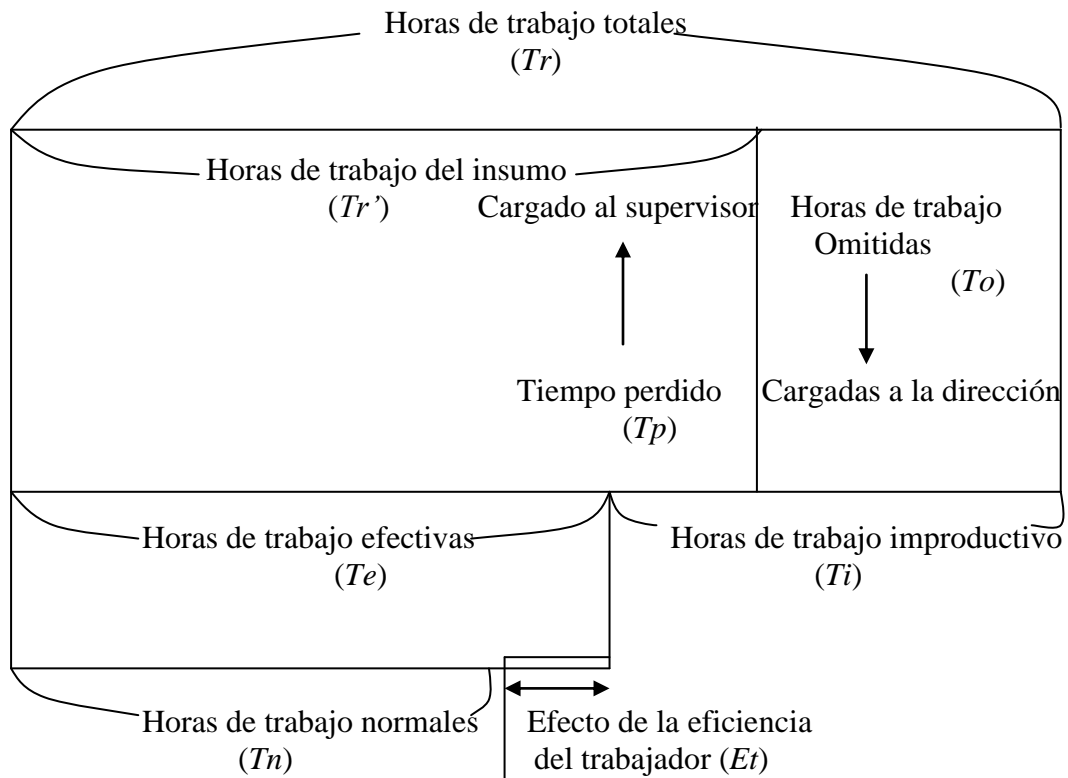 Horas de trabajo totales
(Tr)
Horas de trabajo del insumo
(Tr’)
Cargado al supervisor
Horas de trabajo
Omitidas
(To)
Tiempo perdido
(Tp)
Cargadas a la dirección
Horas de trabajo efectivas
(Te)
Horas de trabajo improductivo
(Ti)
Horas de trabajo normales
(Tn)
Efecto de la eficiencia
del trabajador (Et)